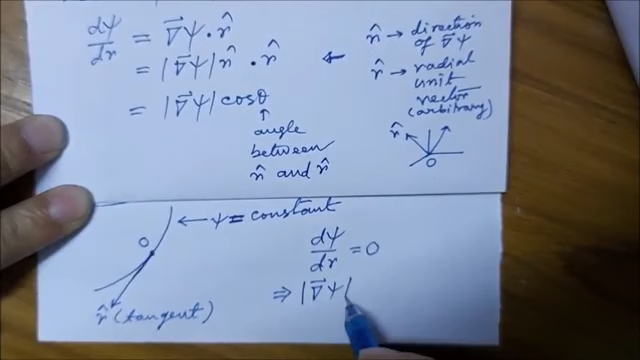 dψ/dr = ∇⃗ψ · r̂
= |∇⃗ψ| n̂ · r̂ ←
= |∇⃗ψ| cosθ
↑
angle
between
n̂ and r̂
n̂ → direction
of ∇⃗ψ
r̂ → radial
unit
vector
(arbitrary)
r̂
O
O
← ψ = constant
r̂ (tangent)
dψ/dr = 0
⇒ |∇⃗ψ|